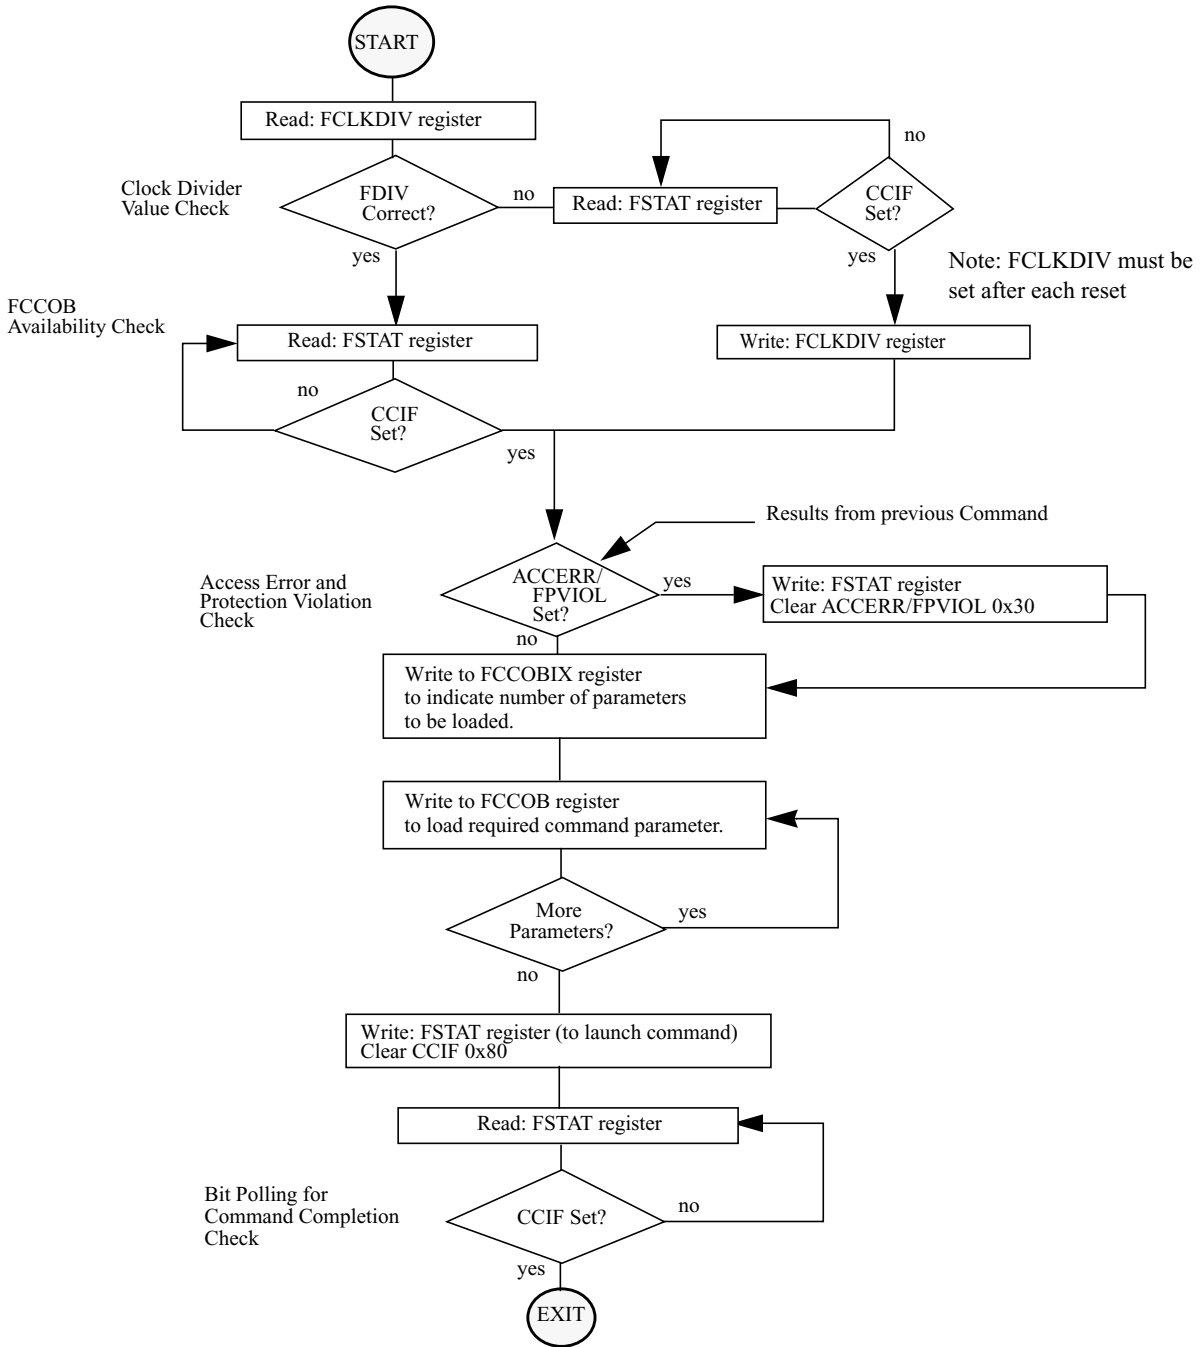 START
Read: FCLKDIV register
no
Clock Divider
Value Check
FDIV
Correct?
no
Read: FSTAT register
CCIF
Set?
yes
yes
Note: FCLKDIV must be
set after each reset
FCCOB
Availability Check
Read: FSTAT register
Write: FCLKDIV register
no
CCIF
Set?
yes
Results from previous Command
Access Error and
Protection Violation
Check
ACCERR/
FPVIOL
Set?
yes
Write: FSTAT register
Clear ACCERR/FPVIOL 0x30
no
Write to FCCOBIX register
to indicate number of parameters
to be loaded.
Write to FCCOB register
to load required command parameter.
More
Parameters?
yes
no
Write: FSTAT register (to launch command)
Clear CCIF 0x80
Read: FSTAT register
Bit Polling for
Command Completion
Check
CCIF Set?
no
yes
EXIT